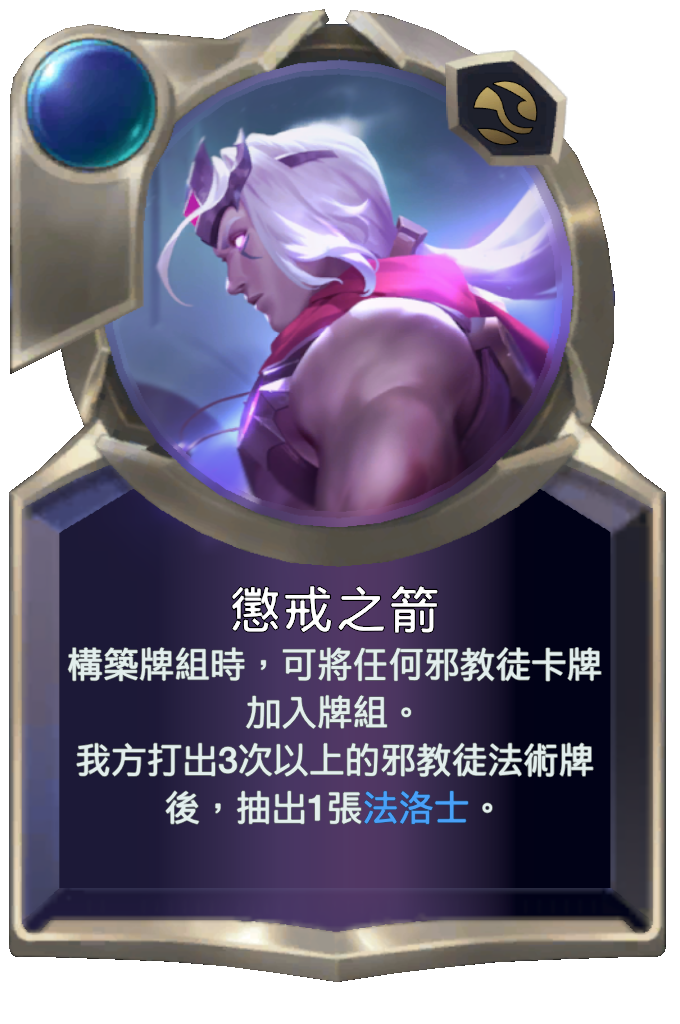 懲戒之箭
構築牌組時，可將任何邪教徒卡牌
加入牌組。
我方打出3次以上的邪教徒法術牌
後，抽出1張法洛士。